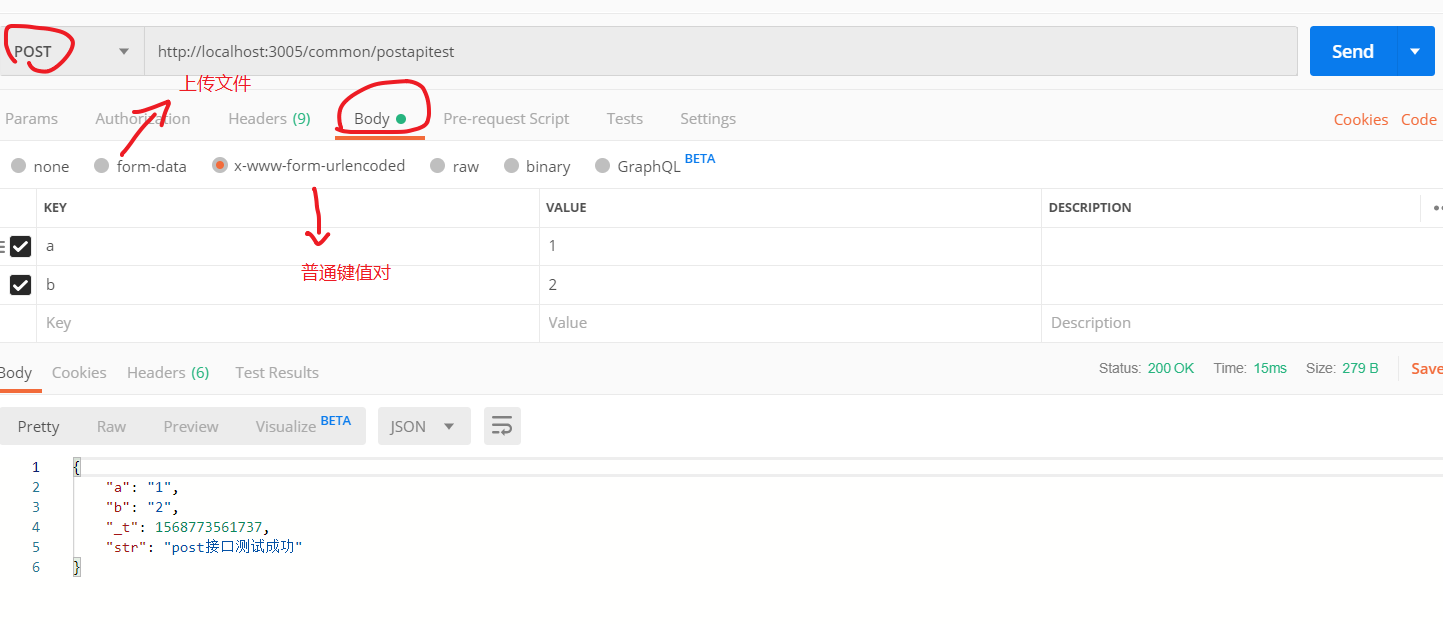 POST http://localhost:3005/common/postapitest Send
上传文件
Params Authorization Headers (9) Body Pre-request Script Tests Settings Cookies Code
none form-data x-www-form-urlencoded raw binary GraphQL BETA
KEY VALUE DESCRIPTION
a 1
普通键值对
b 2
Key Value Description
Body Cookies Headers (6) Test Results Status: 200 OK Time: 15ms Size: 279 B Save
Pretty Raw Preview Visualize BETA JSON
1 {
2 "a": "1",
3 "b": "2",
4 "_t": 1568773561737,
5 "str": "post接口测试成功"
6 }